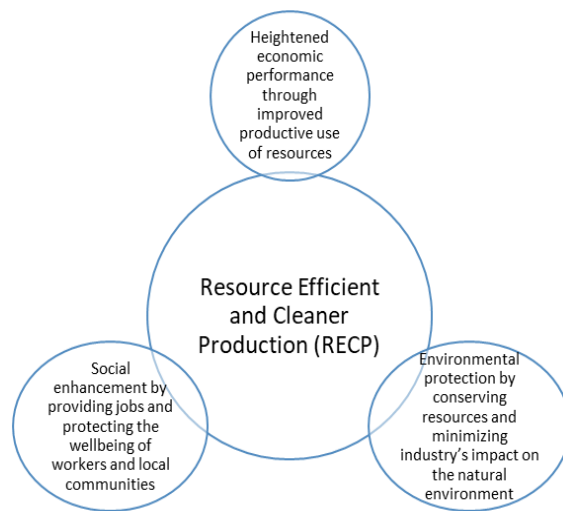 Heightened
economic
performance
through
improved
productive use
of resources
Resource Efficient
and Cleaner
Production (RECP)
Social
enhancement by
providing jobs and
protecting the
wellbeing of
workers and local
communities
Environmental
protection by
conserving
resources and
minimizing
industry's impact on
the natural
environment